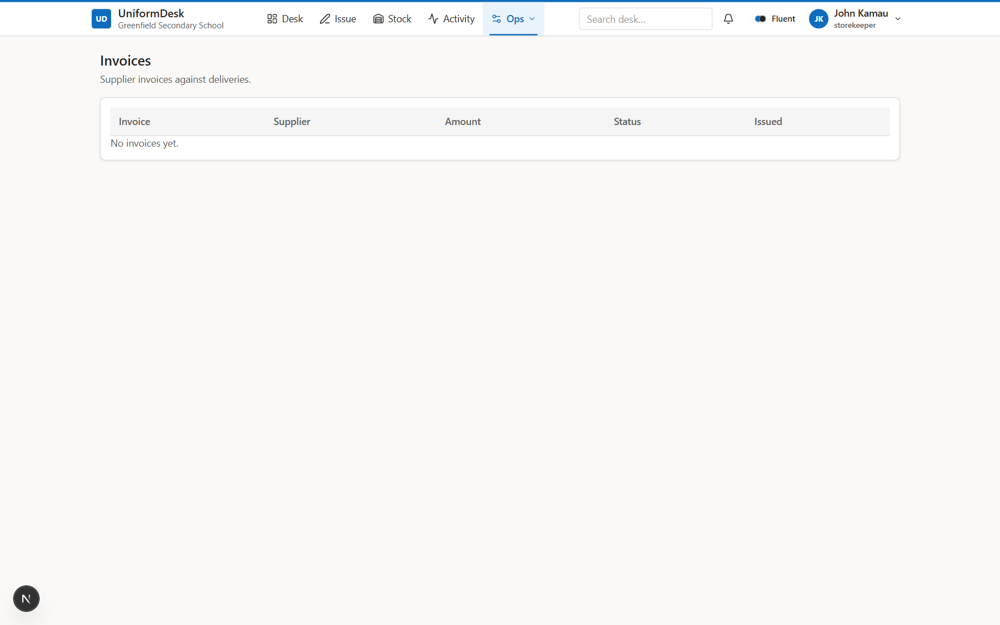 UD
UniformDesk
Greenfield Secondary School
Desk
Issue
Stock
Activity
Ops
Search desk...
Fluent
JK
John Kamau
storekeeper
Invoices
Supplier invoices against deliveries.
Invoice Supplier Amount Status Issued
No invoices yet.
N